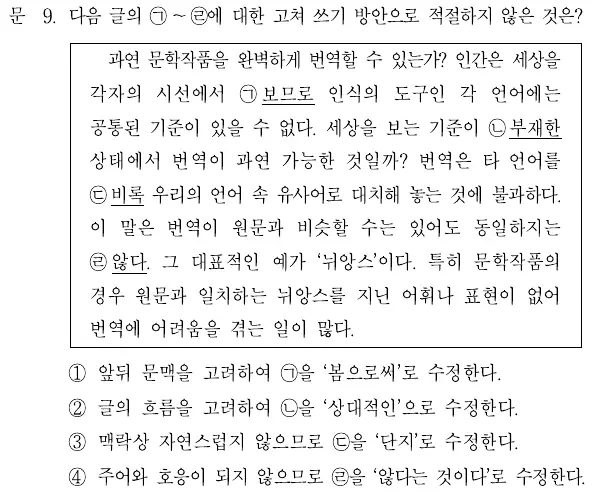 문 9. 다음 글의 ㉠ ~ ㉣에 대한 고쳐 쓰기 방안으로 적절하지 않은 것은?
과연 문학작품을 완벽하게 번역할 수 있는가? 인간은 세상을
각자의 시선에서 ㉠ 보므로 인식의 도구인 각 언어에는
공통된 기준이 있을 수 없다. 세상을 보는 기준이 ㉡ 부재한
상태에서 번역이 과연 가능한 것일까? 번역은 타 언어를
㉢ 비록 우리의 언어 속 유사어로 대치해 놓는 것에 불과하다.
이 말은 번역이 원문과 비슷할 수는 있어도 동일하지는
㉣ 않다. 그 대표적인 예가 ‘뉘앙스’이다. 특히 문학작품의
경우 원문과 일치하는 뉘앙스를 지닌 어휘나 표현이 없어
번역에 어려움을 겪는 일이 많다.
① 앞뒤 문맥을 고려하여 ㉠을 ‘봄으로써’로 수정한다.
② 글의 흐름을 고려하여 ㉡을 ‘상대적인’으로 수정한다.
③ 맥락상 자연스럽지 않으므로 ㉢을 ‘단지’로 수정한다.
④ 주어와 호응이 되지 않으므로 ㉣을 ‘않다는 것이다’로 수정한다.